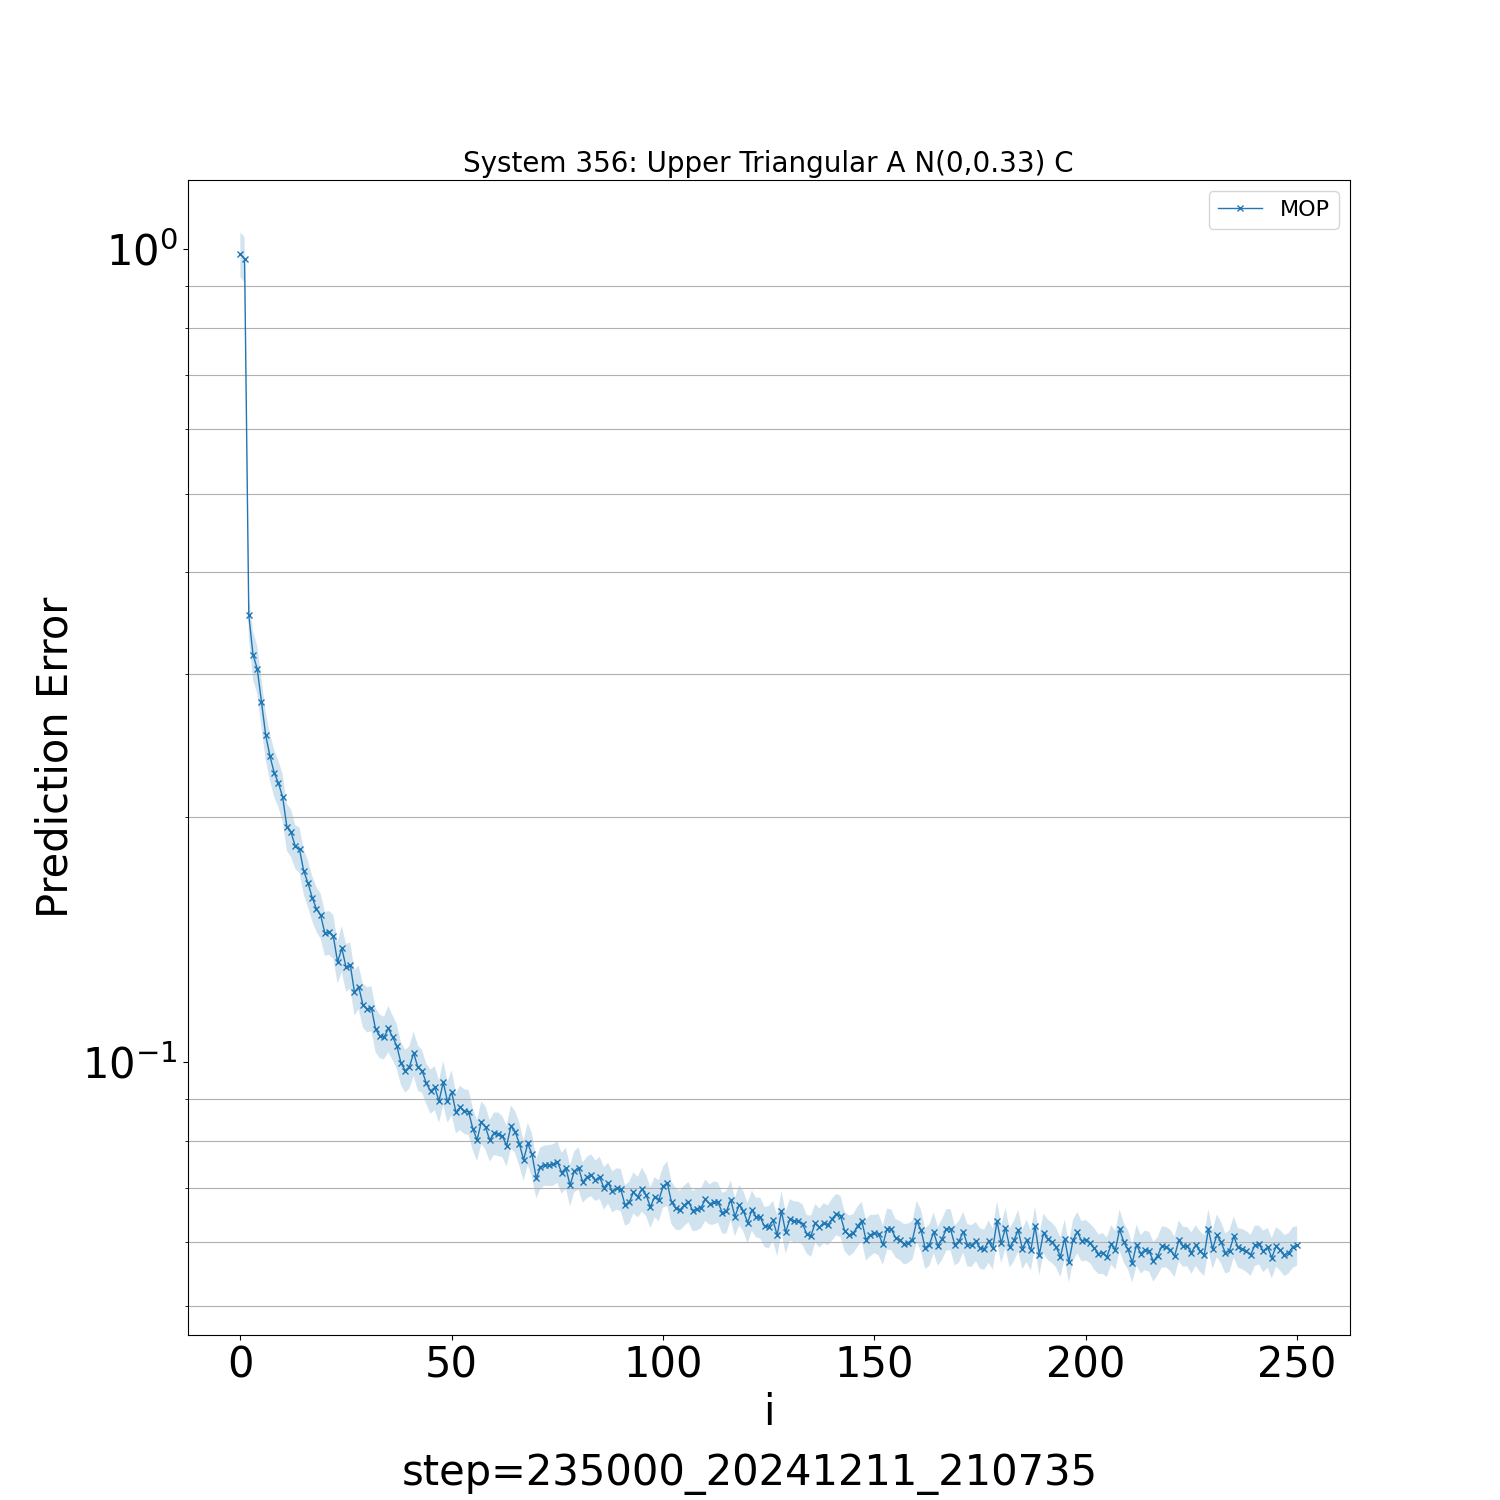 System 356: Upper Triangular A N(0,0.33) C
MOP
10⁰
10⁻¹
Prediction Error
0 50 100 150 200 250
i
step=235000_20241211_210735